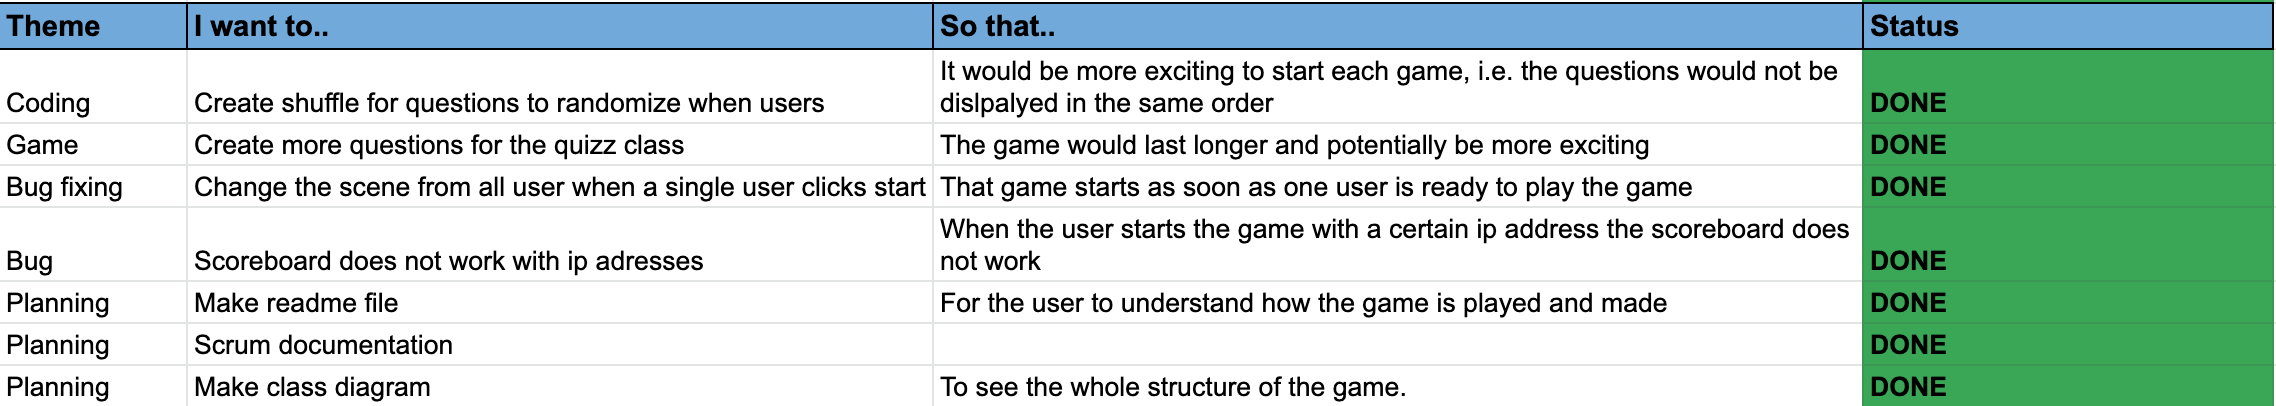 Theme I want to.. So that.. Status
It would be more exciting to start each game, i.e. the questions would not be
Coding Create shuffle for questions to randomize when users dislpalyed in the same order DONE
Game Create more questions for the quizz class The game would last longer and potentially be more exciting DONE
Bug fixing Change the scene from all user when a single user clicks start That game starts as soon as one user is ready to play the game DONE
When the user starts the game with a certain ip address the scoreboard does
Bug Scoreboard does not work with ip adresses not work DONE
Planning Make readme file For the user to understand how the game is played and made DONE
Planning Scrum documentation DONE
Planning Make class diagram To see the whole structure of the game. DONE